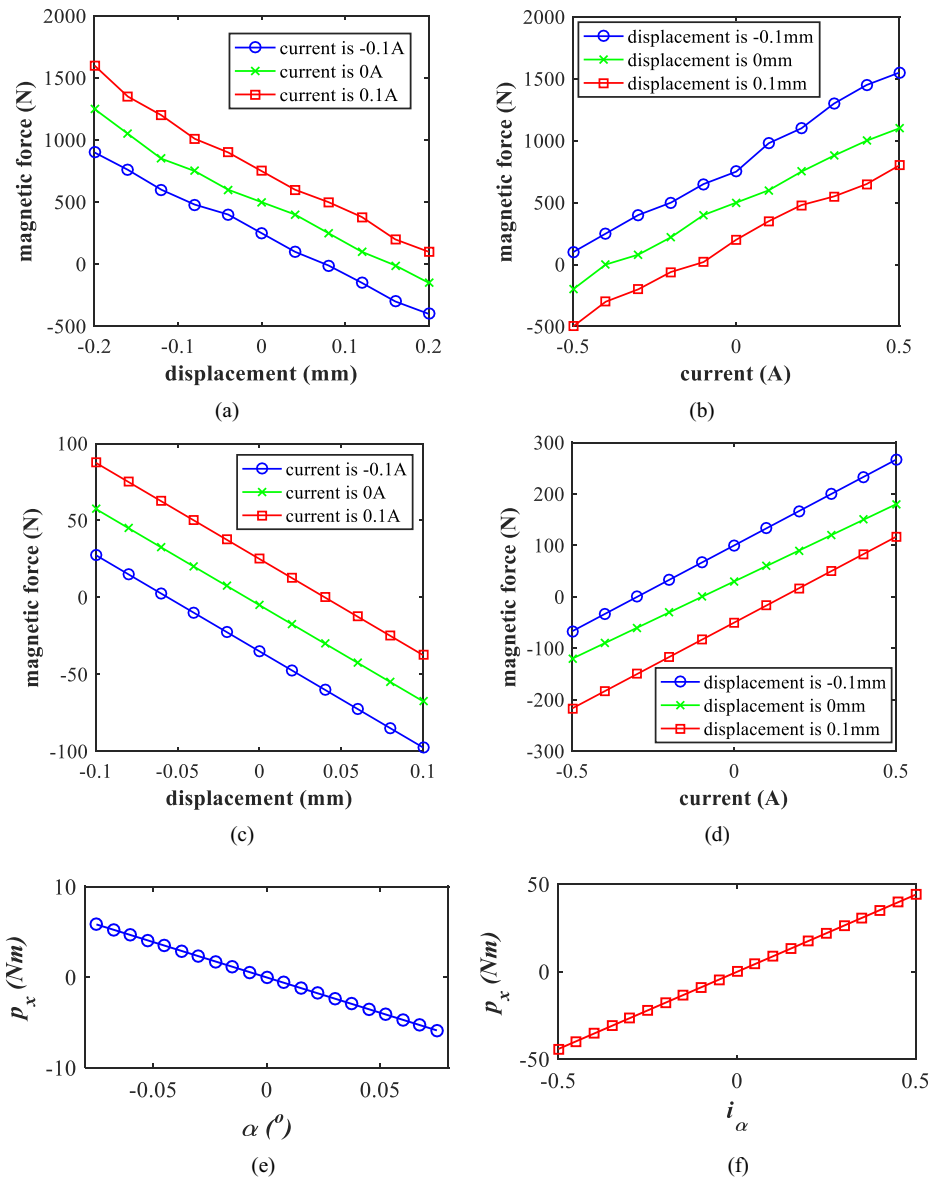 2000
1500
1000
500
0
-500
magnetic force (N)
current is -0.1A
current is 0A
current is 0.1A
-0.2 -0.1 0 0.1 0.2
displacement (mm)
(a)
2000
1500
1000
500
0
-500
magnetic force (N)
displacement is -0.1mm
displacement is 0mm
displacement is 0.1mm
-0.5 0 0.5
current (A)
(b)
100
50
0
-50
-100
magnetic force (N)
current is -0.1A
current is 0A
current is 0.1A
-0.1 -0.05 0 0.05 0.1
displacement (mm)
(c)
300
200
100
0
-100
-200
-300
magnetic force (N)
displacement is -0.1mm
displacement is 0mm
displacement is 0.1mm
-0.5 0 0.5
current (A)
(d)
10
0
-10
p_x (Nm)
-0.05 0 0.05
α (^o)
(e)
50
0
-50
p_x (Nm)
-0.5 0 0.5
i_α
(f)